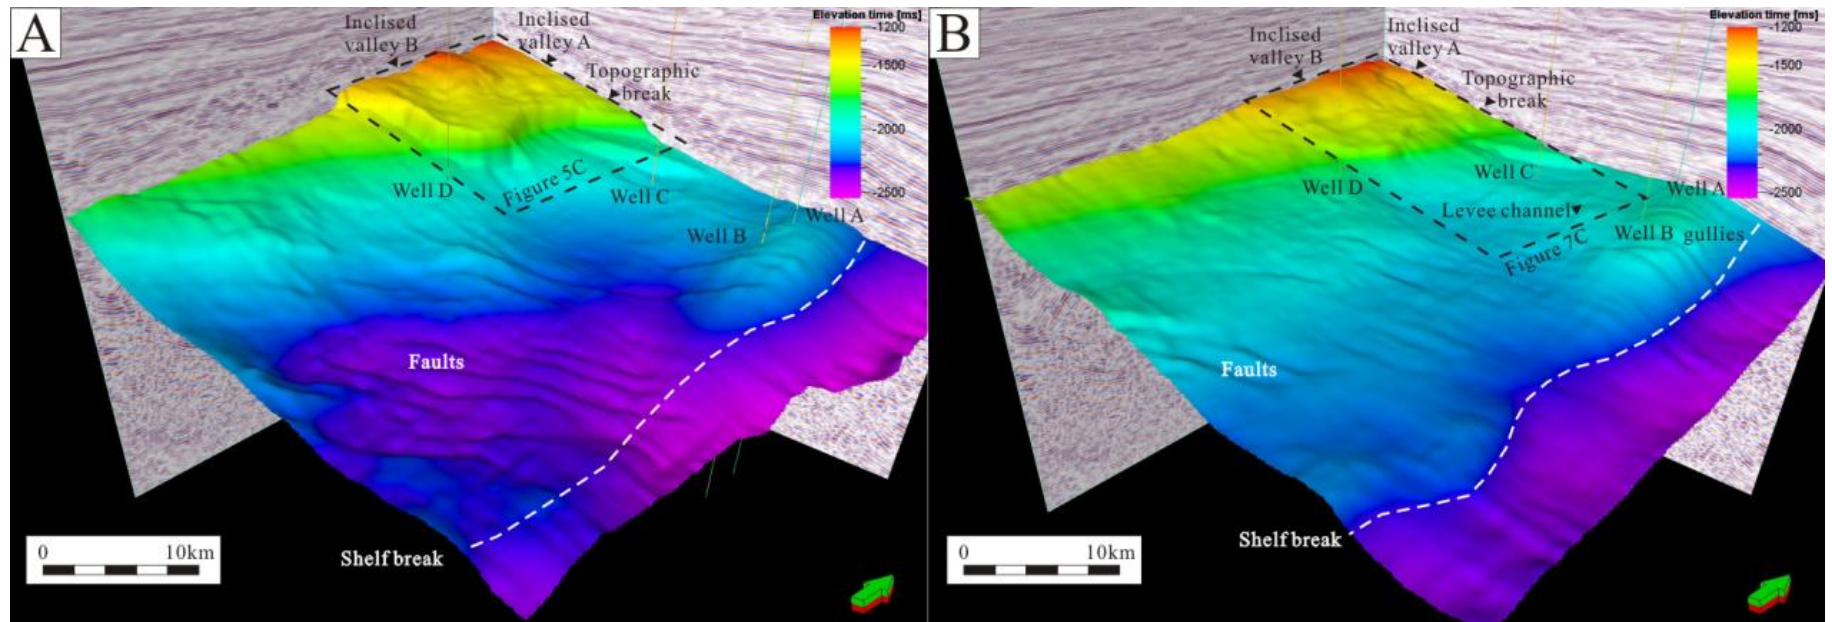 A
Elevation time [ms]
-1200
-1500
-2000
-2500
Inclised
valley B
Inclised
valley A
Topographic
break
Well D
Figure 5C
Well C
Well A
Well B
Faults
Shelf break
0 10km
B
Elevation time [ms]
-1200
-1500
-2000
-2500
Inclised
valley B
Inclised
valley A
Topographic
break
Well D
Well C
Well A
Levee channel
Well B gullies
Figure 7C
Faults
Shelf break
0 10km